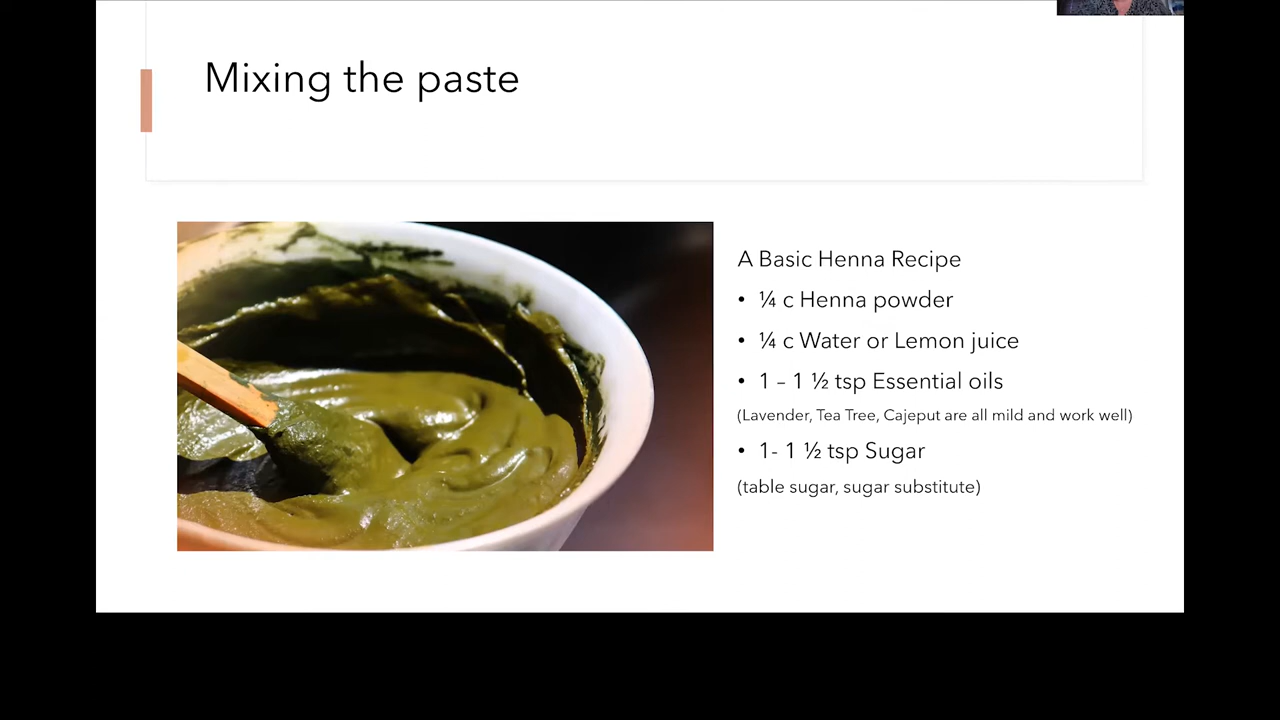 Mixing the paste
A Basic Henna Recipe
• ¼ c Henna powder
• ¼ c Water or Lemon juice
• 1 – 1 ½ tsp Essential oils
(Lavender, Tea Tree, Cajeput are all mild and work well)
• 1- 1 ½ tsp Sugar
(table sugar, sugar substitute)